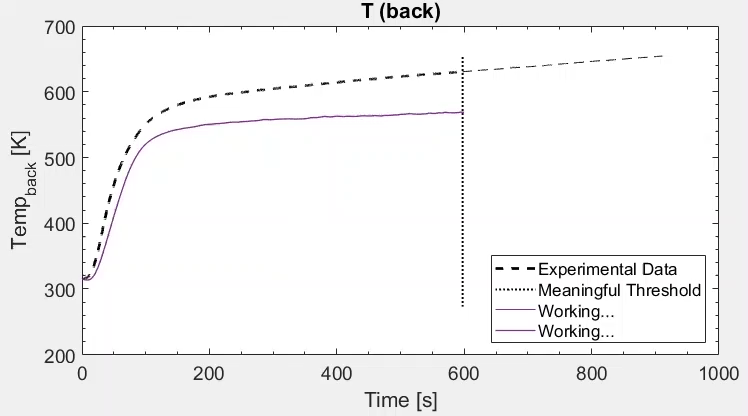 T (back)
700
600
500
400
300
200
Temp_back [K]
0
200
400
600
800
1000
Time [s]
Experimental Data
Meaningful Threshold
Working...
Working...